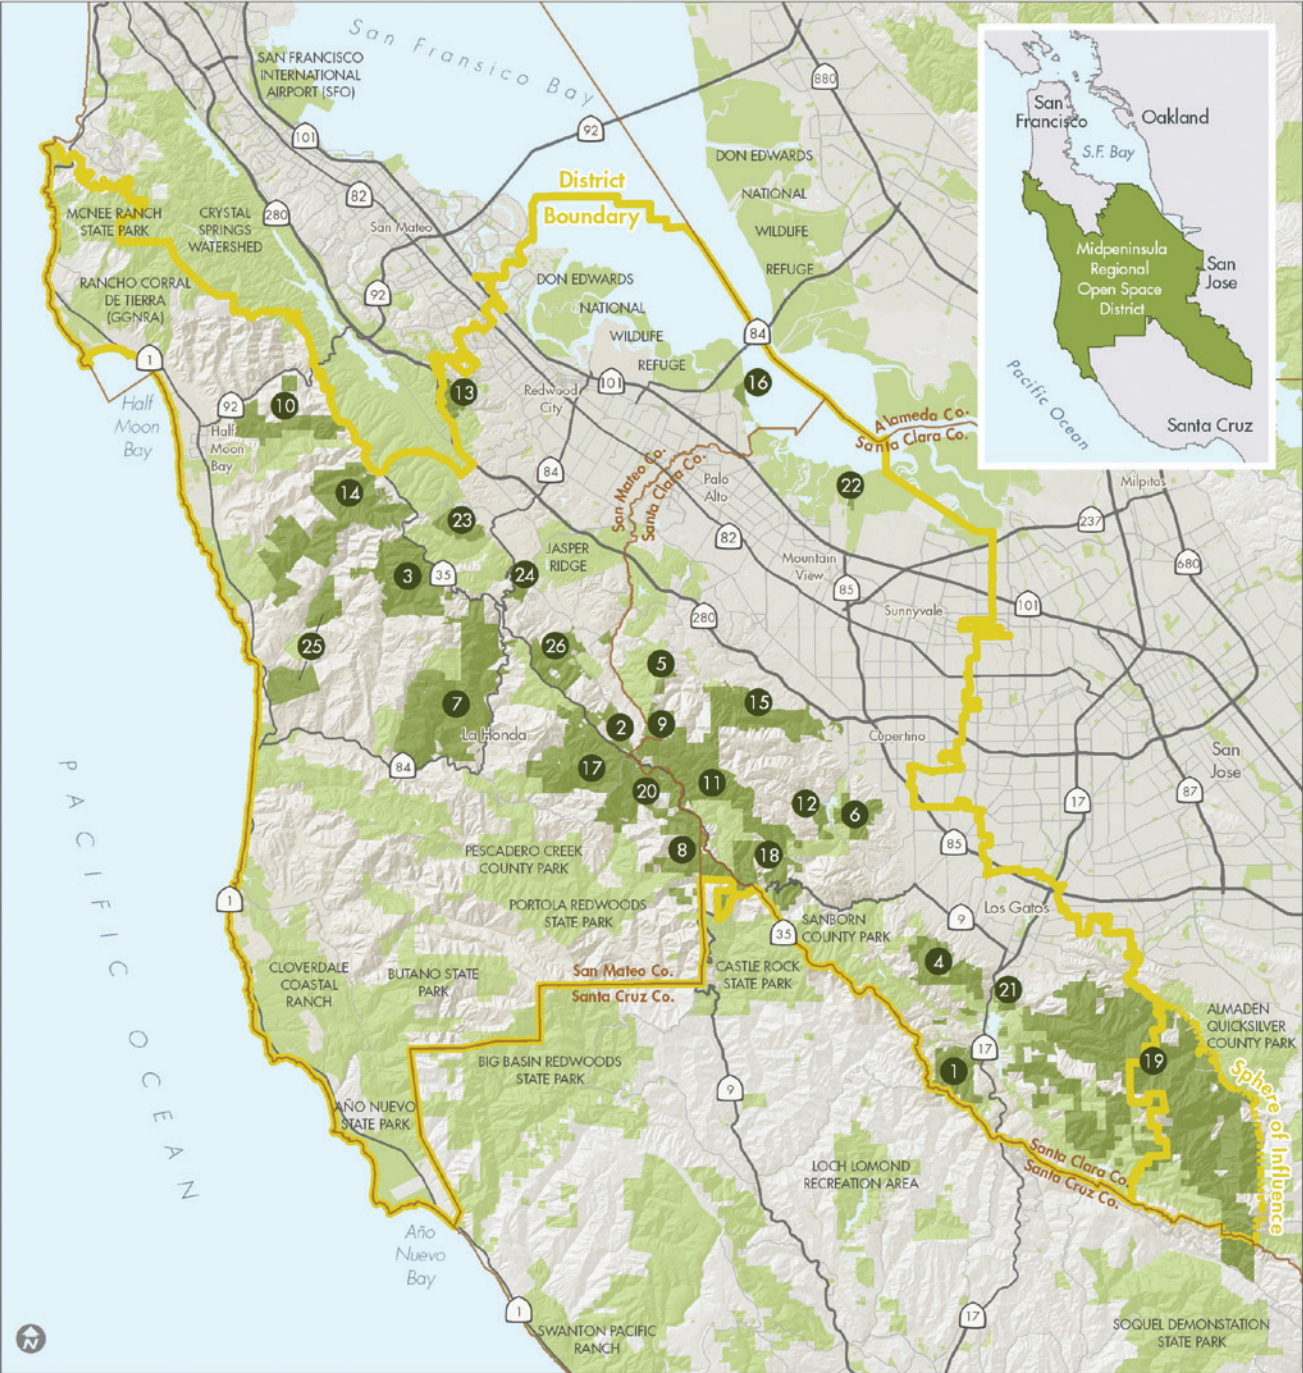 San Fransico Bay
SAN FRANCISCO
INTERNATIONAL
AIRPORT (SFO)
880
101
92
San
Francisco
Oakland
S.F. Bay
DON EDWARDS
NATIONAL
WILDLIFE
REFUGE
82
280
District
Boundary
MCNEE RANCH
STATE PARK
CRYSTAL
SPRINGS
WATERSHED
San Mateo
Midpeninsula
Regional
Open Space
District
San
Jose
RANCHO CORRAL
DE TIERRA
(GGNRA)
92
DON EDWARDS
NATIONAL
WILDLIFE
REFUGE
84
1
Pacific Ocean
Santa Cruz
Half
Moon
Bay
92
10
Half
Moon
Bay
13
Redwood
City
101
16
Alameda Co.
Santa Clara Co.
San Mateo Co.
Santa Clara Co.
84
Palo
Alto
22
Milpitas
14
23
82
237
JASPER
RIDGE
Mountain
View
680
3
35
24
85
Sunnyvale
101
280
25
26
5
7
La Honda
2
9
15
Cupertino
San
Jose
84
17
20
11
12
6
17
87
8
18
85
PESCADERO CREEK
COUNTY PARK
PORTOLA REDWOODS
STATE PARK
1
35
SANBORN
COUNTY PARK
9
Los Gatos
PACIFIC OCEAN
CLOVERDALE
COASTAL
RANCH
BUTANO STATE
PARK
San Mateo Co.
Santa Cruz Co.
CASTLE ROCK
STATE PARK
4
21
ALMADEN
QUICKSILVER
COUNTY PARK
BIG BASIN REDWOODS
STATE PARK
9
1
17
19
Sphere of Influence
AÑO NUEVO
STATE PARK
LOCH LOMOND
RECREATION AREA
Santa Clara Co.
Santa Cruz Co.
Año
Nuevo
Bay
1
17
SWANTON PACIFIC
RANCH
SOQUEL DEMONSTATION
STATE PARK
N